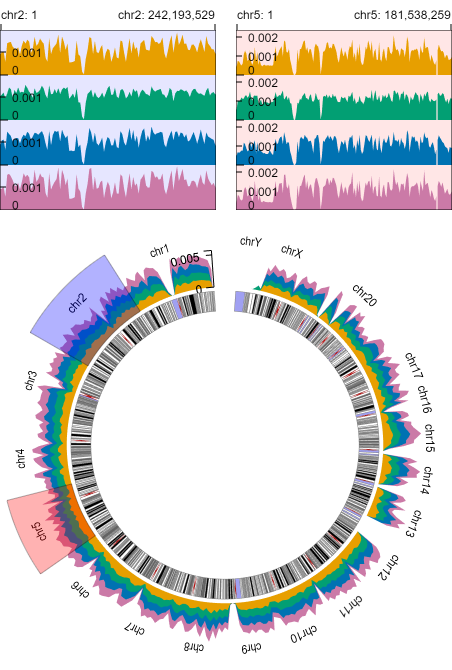 chr2: 1 chr2: 242,193,529 chr5: 1 chr5: 181,538,259
0.001
0
0.001
0
0.001
0
0.001
0
0.002
0.001
0
0.002
0.001
0
0.002
0.001
0
0.002
0.001
0
chr1
0.005
0
chrY
chrX
chr2
chr20
chr3
chr17
chr16
chr4
chr15
chr14
chr5
chr13
chr6
chr12
chr7
chr11
chr8
chr9
chr10